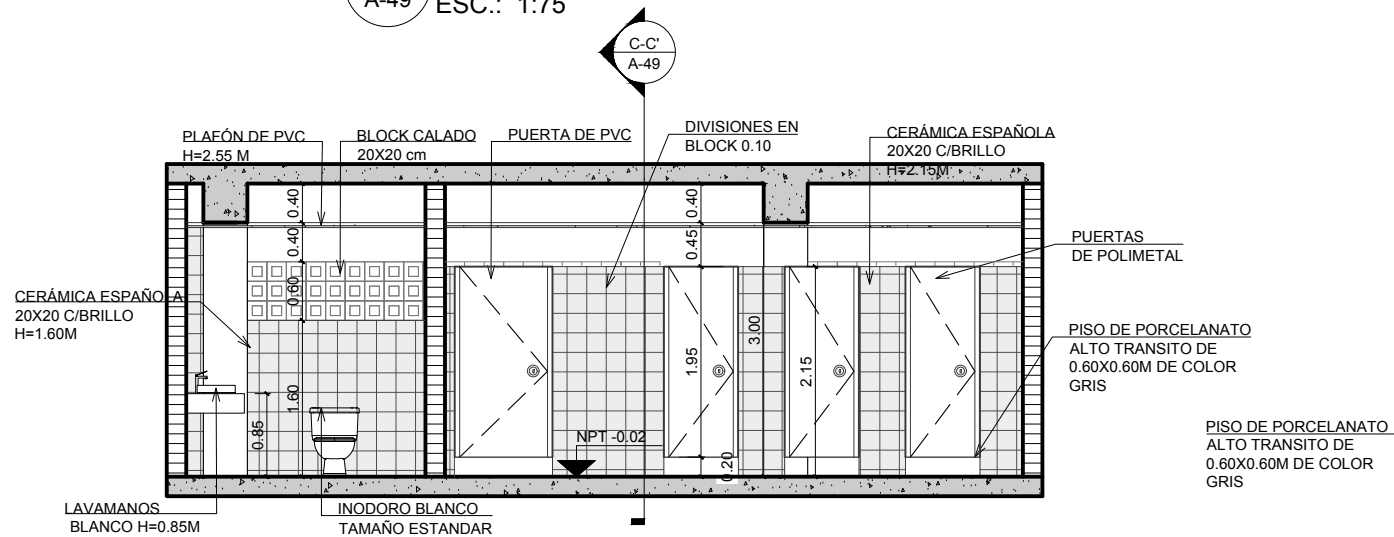 A-49
ESC.: 1:75
C-C'
A-49
PLAFÓN DE PVC
H=2.55 M
BLOCK CALADO
20X20 cm
PUERTA DE PVC
DIVISIONES EN
BLOCK 0.10
CERÁMICA ESPAÑOLA
20X20 C/BRILLO
H=2.15M
0.40
0.40
0.60
1.60
0.85
0.40
0.45
1.95
0.20
3.00
2.15
CERÁMICA ESPAÑOLA
20X20 C/BRILLO
H=1.60M
PUERTAS
DE POLIMETAL
PISO DE PORCELANATO
ALTO TRANSITO DE
0.60X0.60M DE COLOR
GRIS
PISO DE PORCELANATO
ALTO TRANSITO DE
0.60X0.60M DE COLOR
GRIS
NPT -0.02
LAVAMANOS
BLANCO H=0.85M
INODORO BLANCO
TAMAÑO ESTANDAR